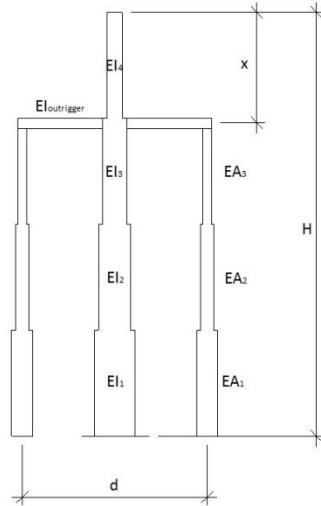 EI4
x
EIoutrigger
EI3
EA3
H
EI2
EA2
EI1
EA1
d